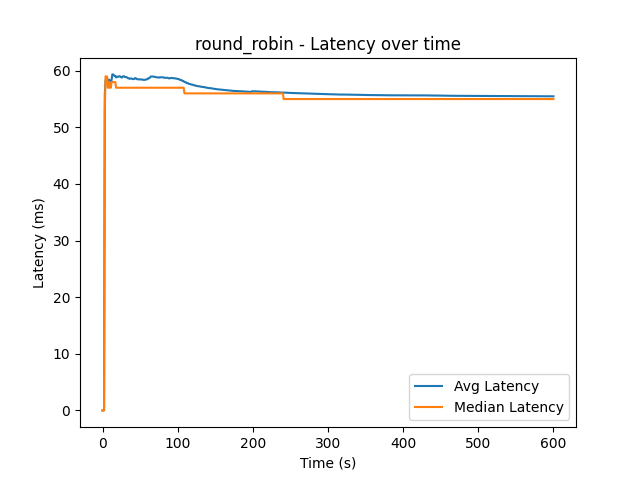 round_robin - Latency over time
Latency (ms)
60
50
40
30
20
10
0
Avg Latency
Median Latency
0 100 200 300 400 500 600
Time (s)